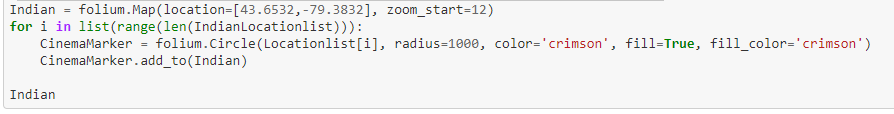 Indian = folium.Map(location=[43.6532,-79.3832], zoom_start=12)
for i in list(range(len(IndianLocationlist))):
    CinemaMarker = folium.Circle(Locationlist[i], radius=1000, color='crimson', fill=True, fill_color='crimson')
    CinemaMarker.add_to(Indian)

Indian